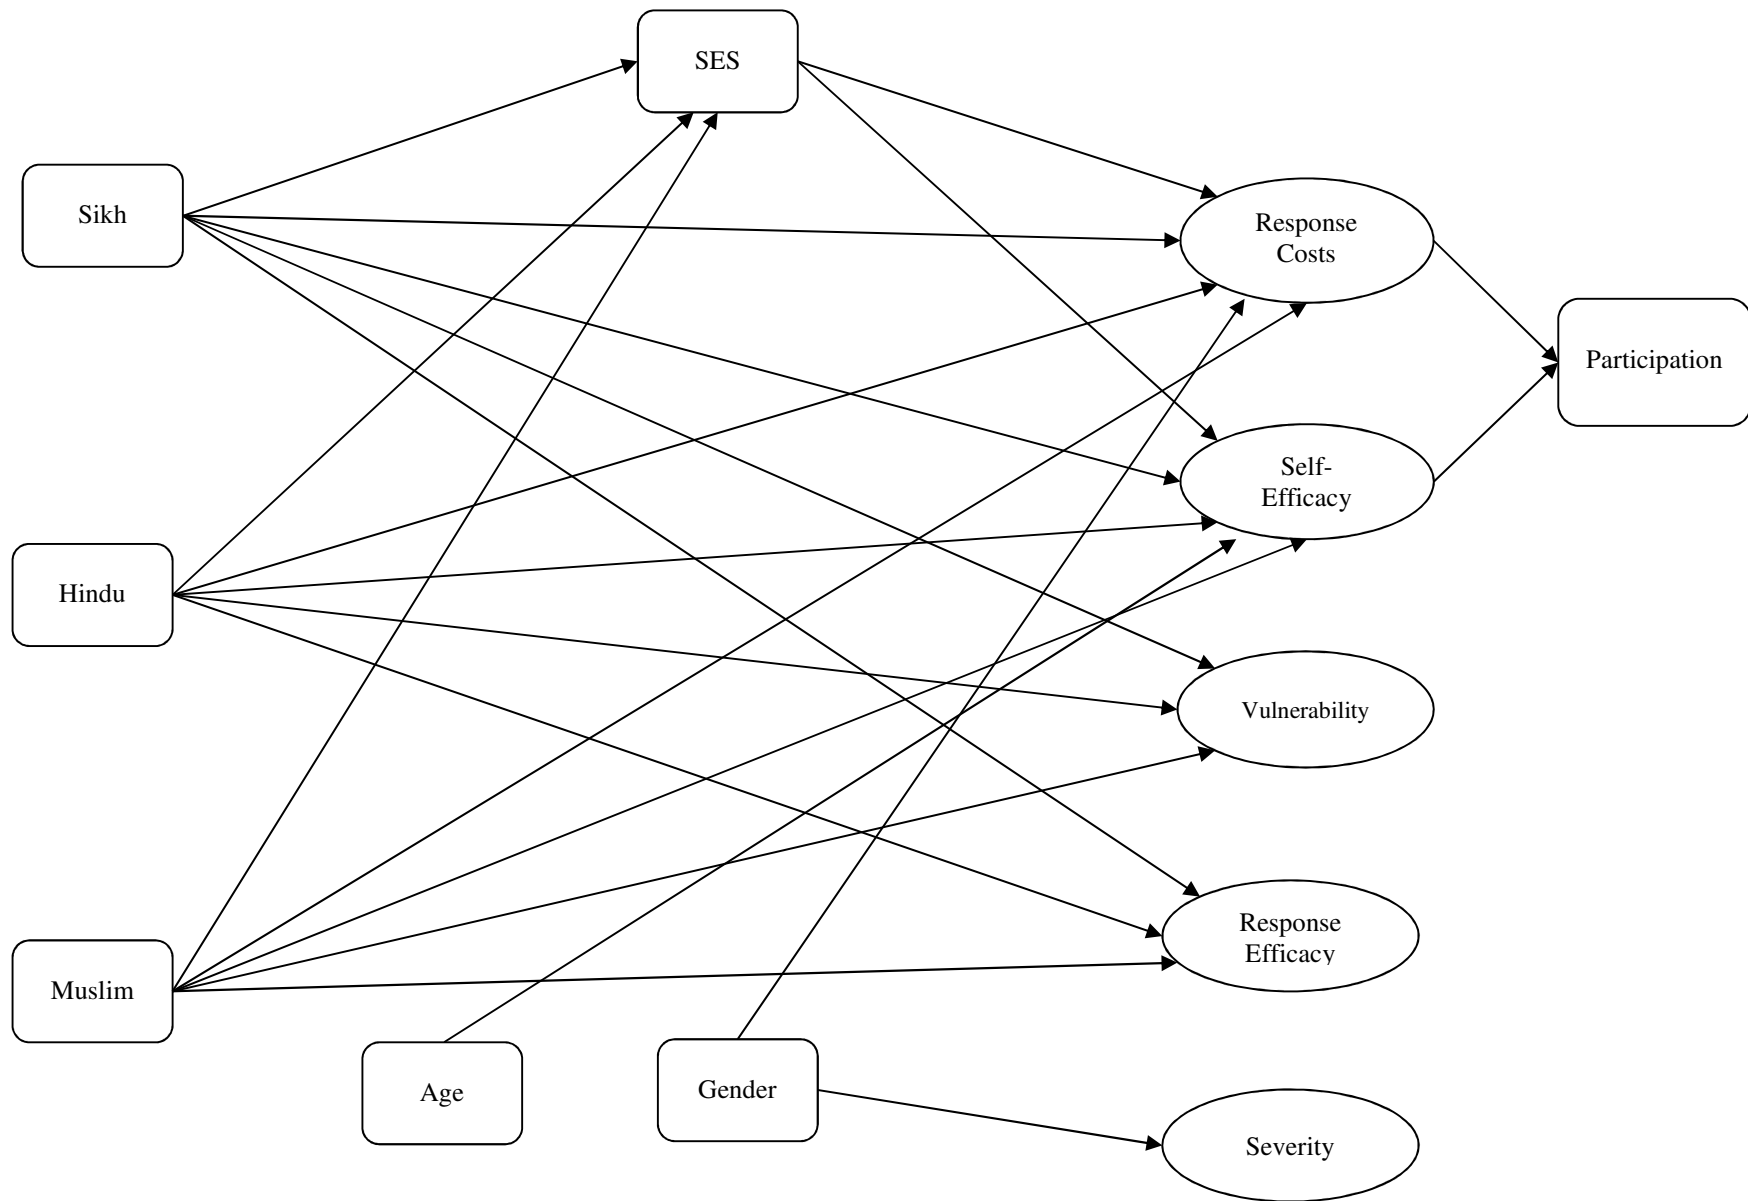 SES
Sikh
Response
Costs
Participation
Self-
Efficacy
Hindu
Vulnerability
Response
Efficacy
Muslim
Age
Gender
Severity